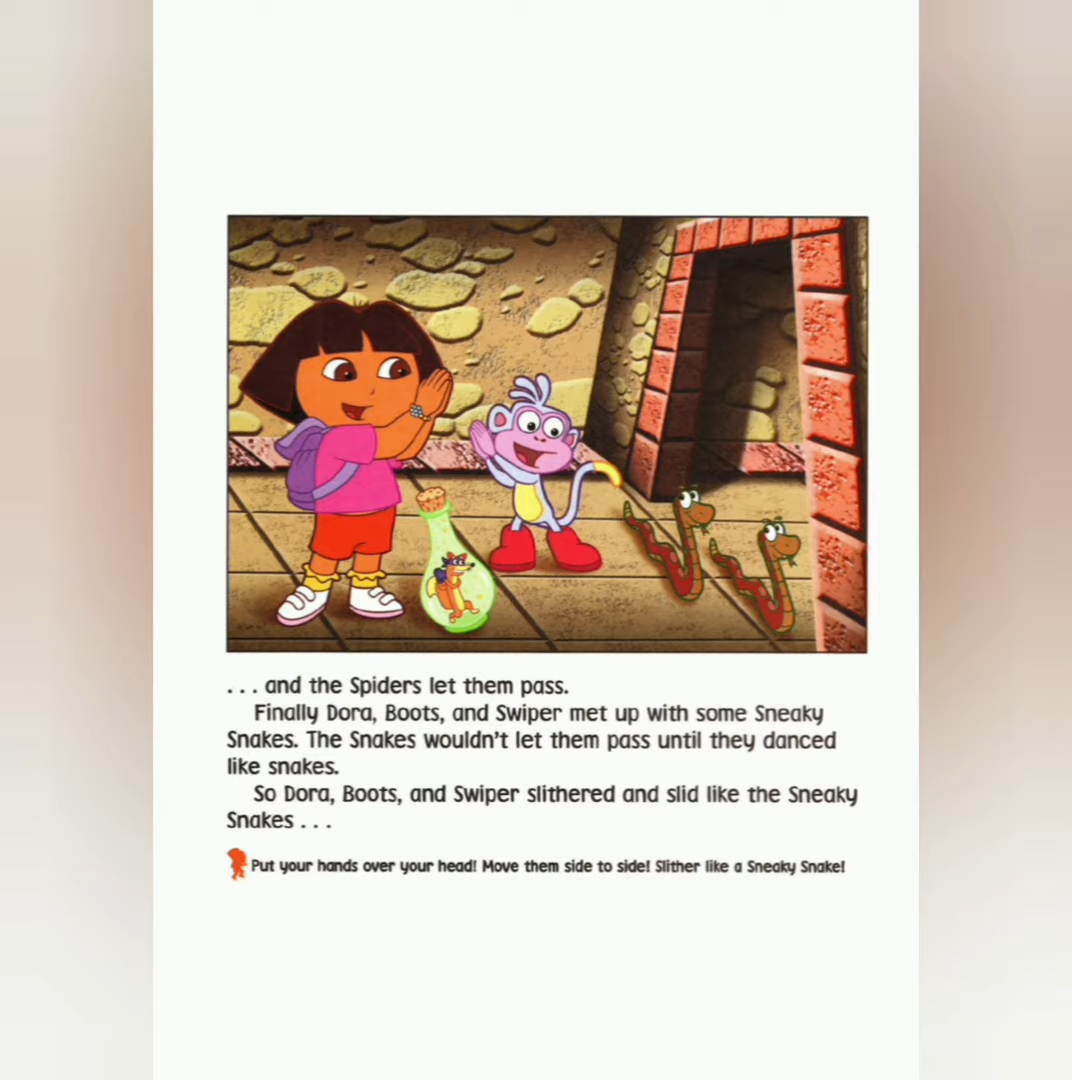 . . . and the Spiders let them pass.
Finally Dora, Boots, and Swiper met up with some Sneaky
Snakes. The Snakes wouldn't let them pass until they danced
like snakes.
So Dora, Boots, and Swiper slithered and slid like the Sneaky
Snakes . . .
Put your hands over your head! Move them side to side! Slither like a Sneaky Snake!